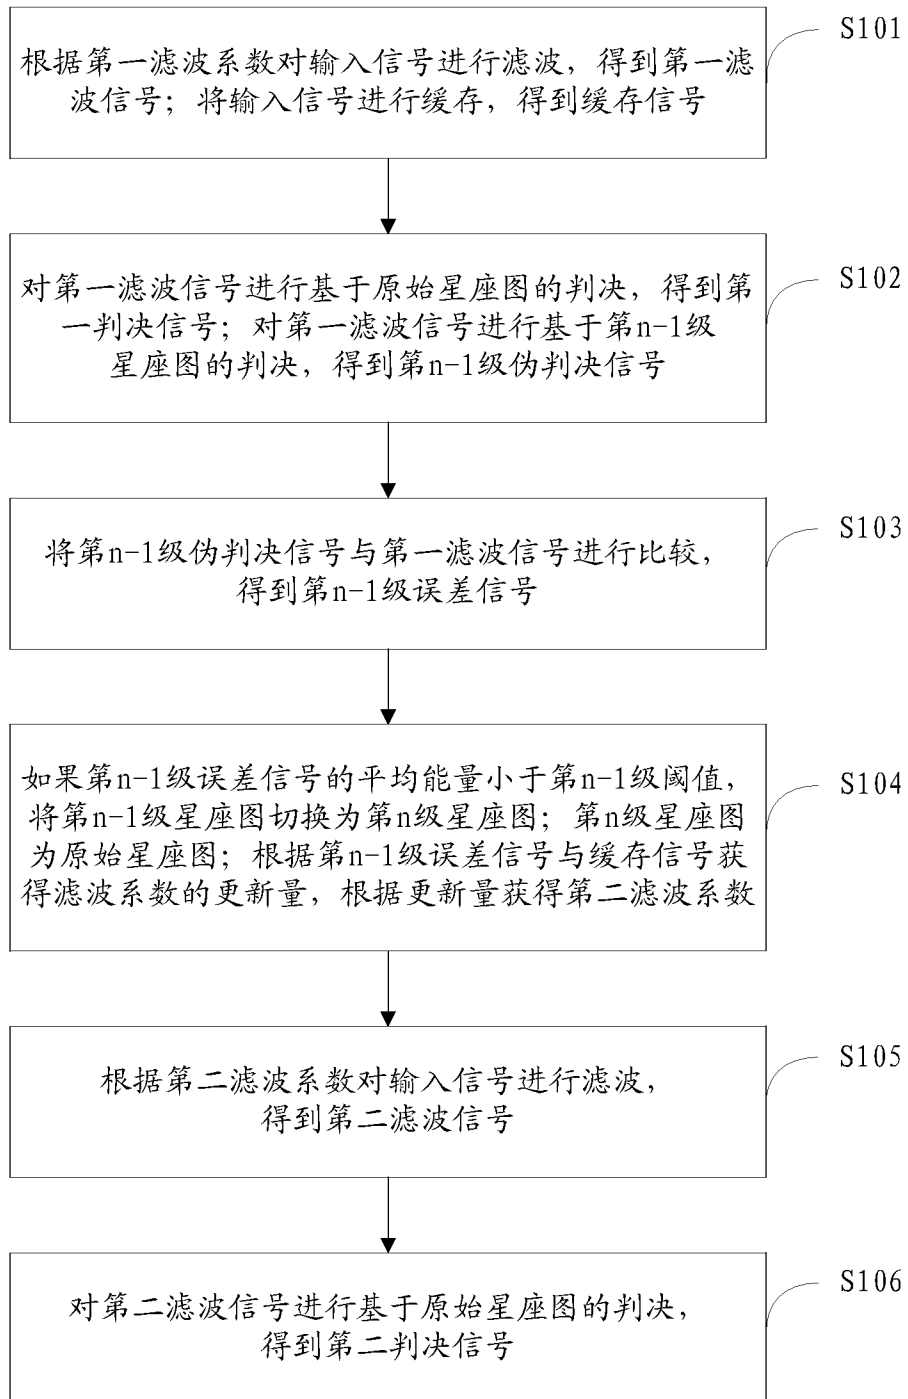 S101
根据第一滤波系数对输入信号进行滤波，得到第一滤
波信号；将输入信号进行缓存，得到缓存信号
S102
对第一滤波信号进行基于原始星座图的判决，得到第
一判决信号；对第一滤波信号进行基于第n-1级
星座图的判决，得到第n-1级伪判决信号
S103
将第n-1级伪判决信号与第一滤波信号进行比较，
得到第n-1级误差信号
S104
如果第n-1级误差信号的平均能量小于第n-1级阈值，
将第n-1级星座图切换为第n级星座图；第n级星座图
为原始星座图；根据第n-1级误差信号与缓存信号获
得滤波系数的更新量，根据更新量获得第二滤波系数
S105
根据第二滤波系数对输入信号进行滤波，
得到第二滤波信号
S106
对第二滤波信号进行基于原始星座图的判决，
得到第二判决信号